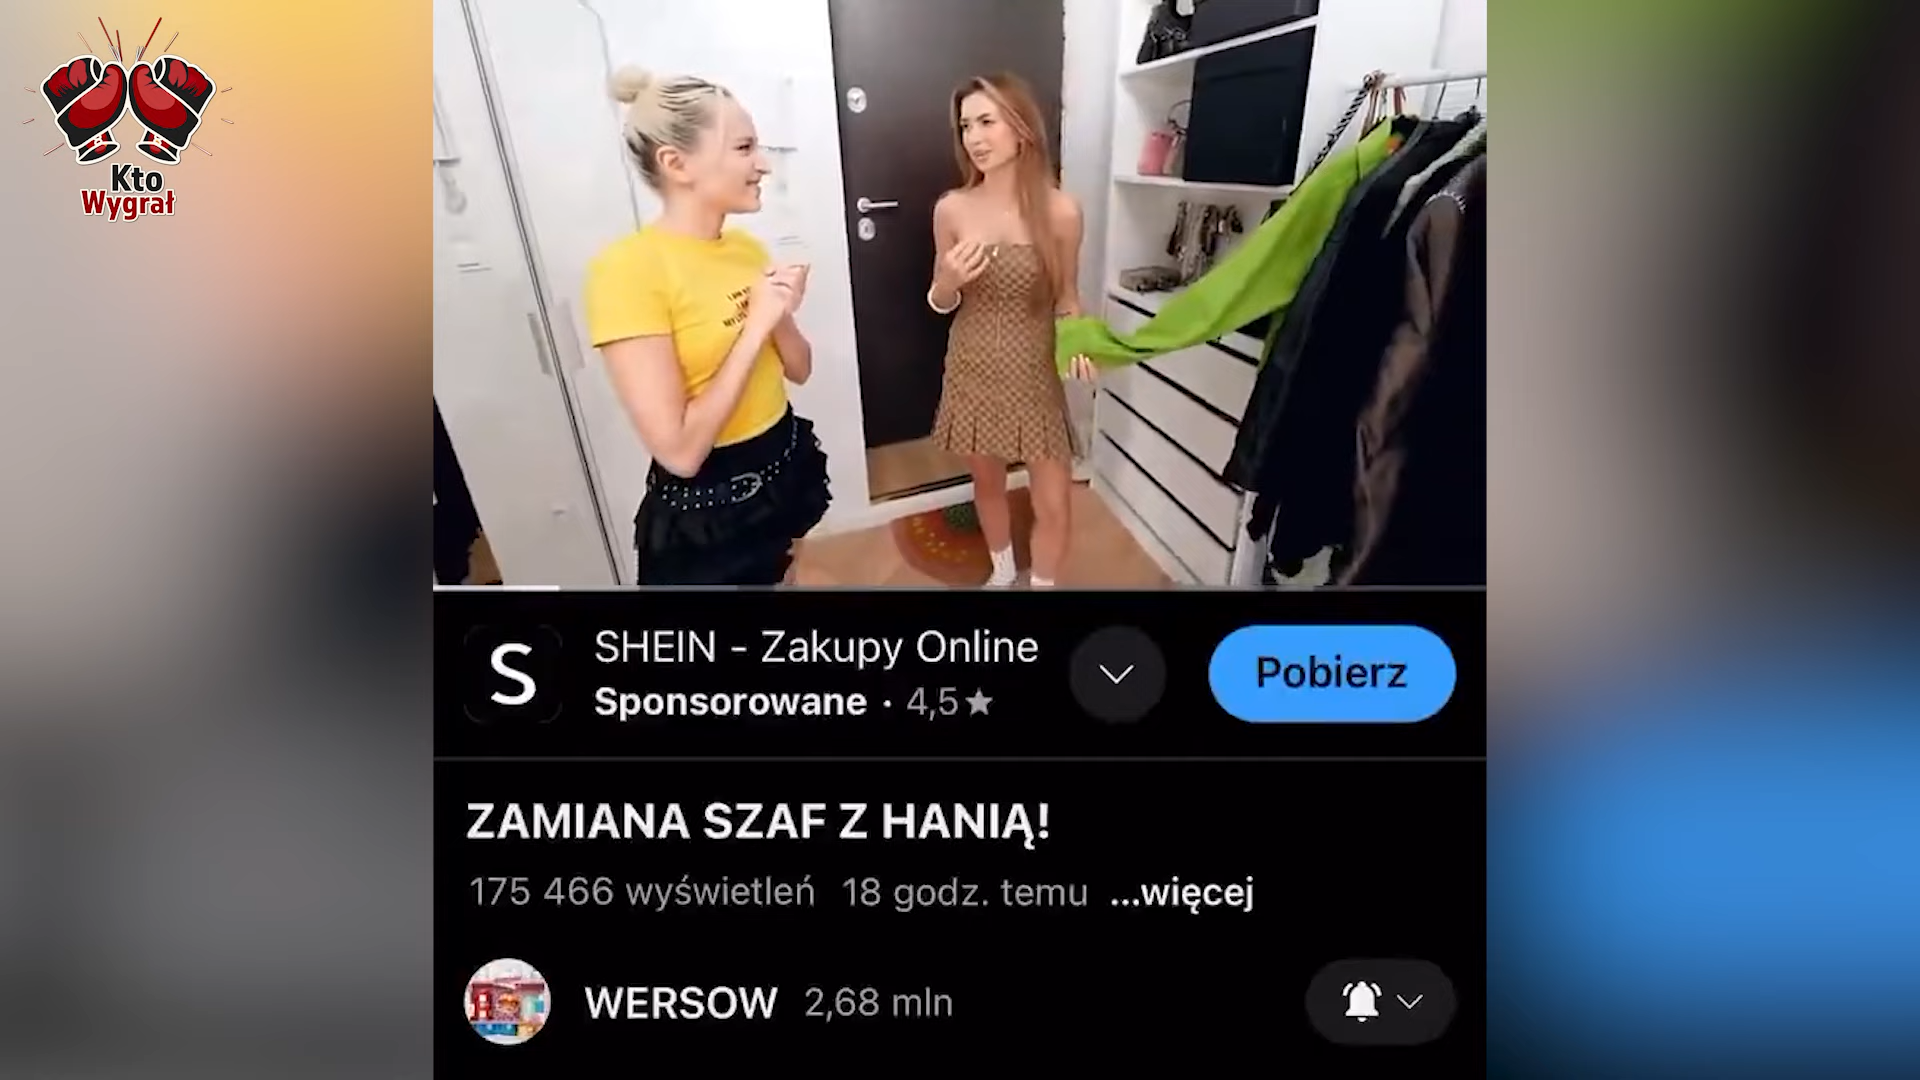 Kto
Wygrał
S
SHEIN - Zakupy Online
Sponsorowane · 4,5★
Pobierz
ZAMIANA SZAF Z HANIĄ!
175 466 wyświetleń 18 godz. temu ...więcej
WERSOW 2,68 mln